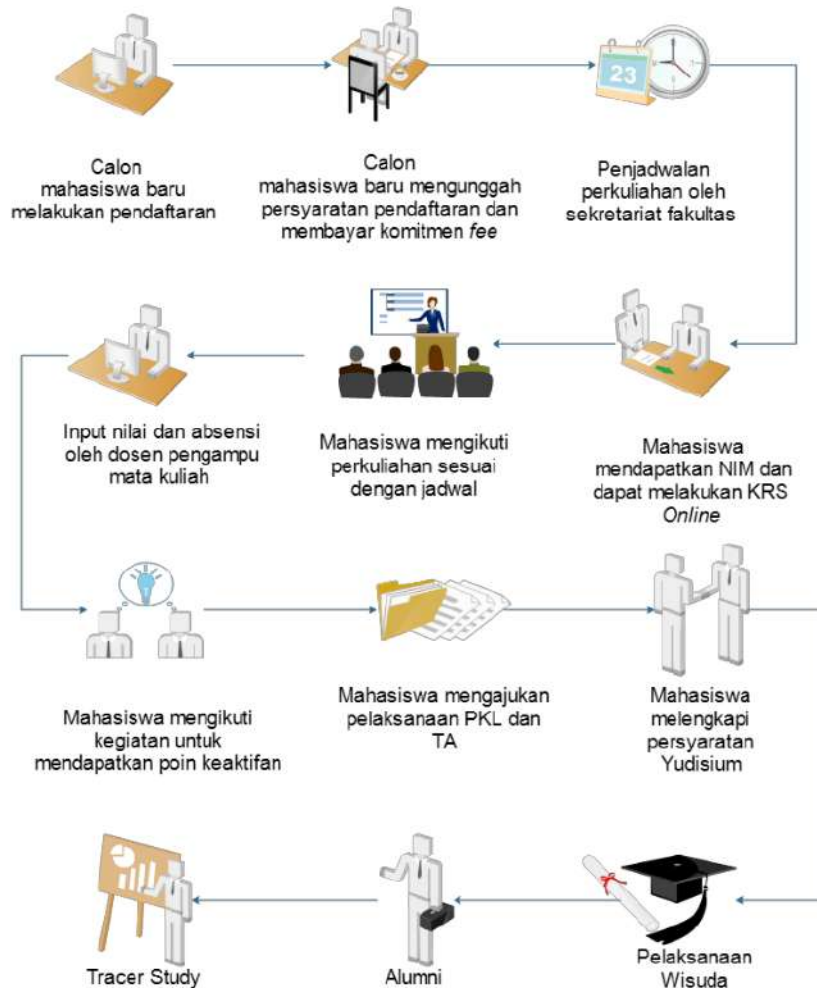 23
Calon
mahasiswa baru
melakukan pendaftaran
Calon
mahasiswa baru mengunggah
persyaratan pendaftaran dan
membayar komitmen fee
Penjadwalan
perkuliahan oleh
sekretariat fakultas
Mahasiswa
mendapatkan NIM dan
dapat melakukan KRS
Online
Mahasiswa mengikuti
perkuliahan sesuai
dengan jadwal
Input nilai dan absensi
oleh dosen pengampu
mata kuliah
Mahasiswa mengikuti
kegiatan untuk
mendapatkan poin keaktifan
Mahasiswa mengajukan
pelaksanaan PKL dan
TA
Mahasiswa
melengkapi
persyaratan
Yudisium
Pelaksanaan
Wisuda
Alumni
Tracer Study